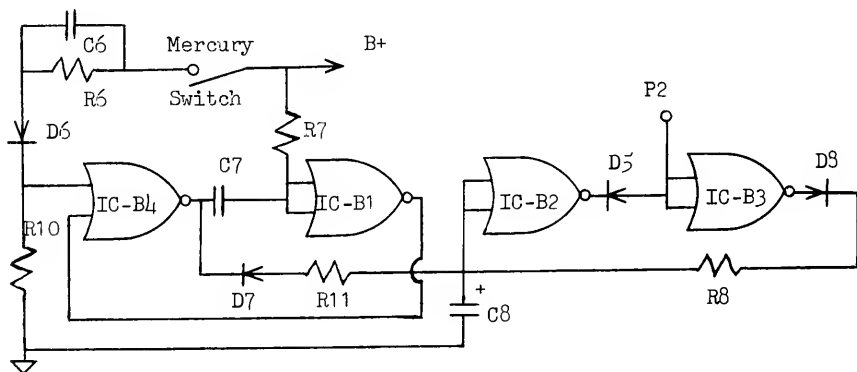 C6
Mercury
B+
R6
Switch
P2
D6
R7
C7
D5
D8
IC-B4
IC-B1
IC-B2
IC-B3
R10
+
D7
R11
C8
R8